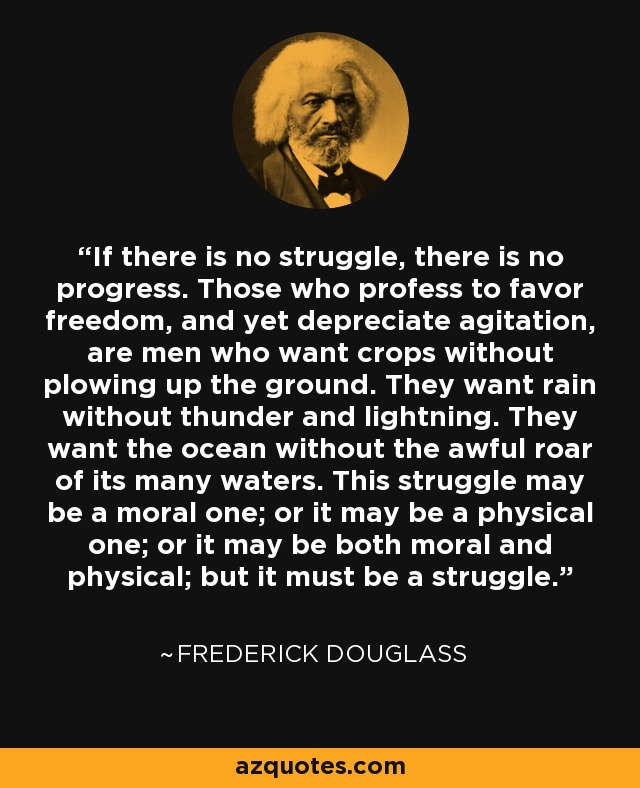 “If there is no struggle, there is no
progress. Those who profess to favor
freedom, and yet depreciate agitation,
are men who want crops without
plowing up the ground. They want rain
without thunder and lightning. They
want the ocean without the awful roar
of its many waters. This struggle may
be a moral one; or it may be a physical
one; or it may be both moral and
physical; but it must be a struggle.”
~FREDERICK DOUGLASS
azquotes.com